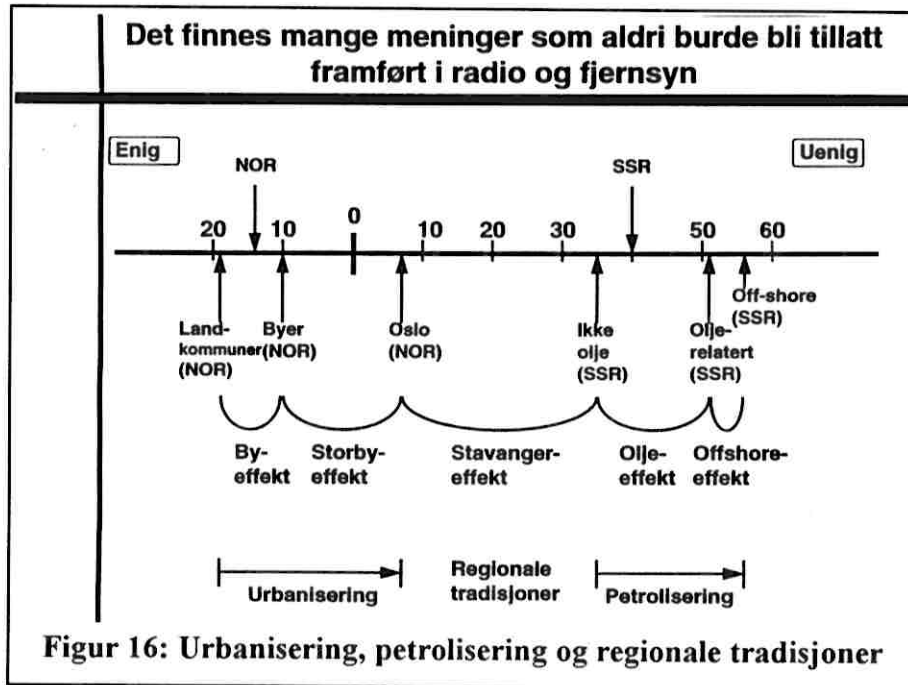 Det finnes mange meninger som aldri burde bli tillatt
framført i radio og fjernsyn
Enig
Uenig
NOR
SSR
20 10 0 10 20 30 50 60
Land-
kommuner
(NOR)
Byer
(NOR)
Oslo
(NOR)
Ikke
olje
(SSR)
Olje-
relatert
(SSR)
Off-shore
(SSR)
By-
effekt
Storby-
effekt
Stavanger-
effekt
Olje-
effekt
Offshore-
effekt
Urbanisering
Regionale
tradisjoner
Petrolisering
Figur 16: Urbanisering, petrolisering og regionale tradisjoner